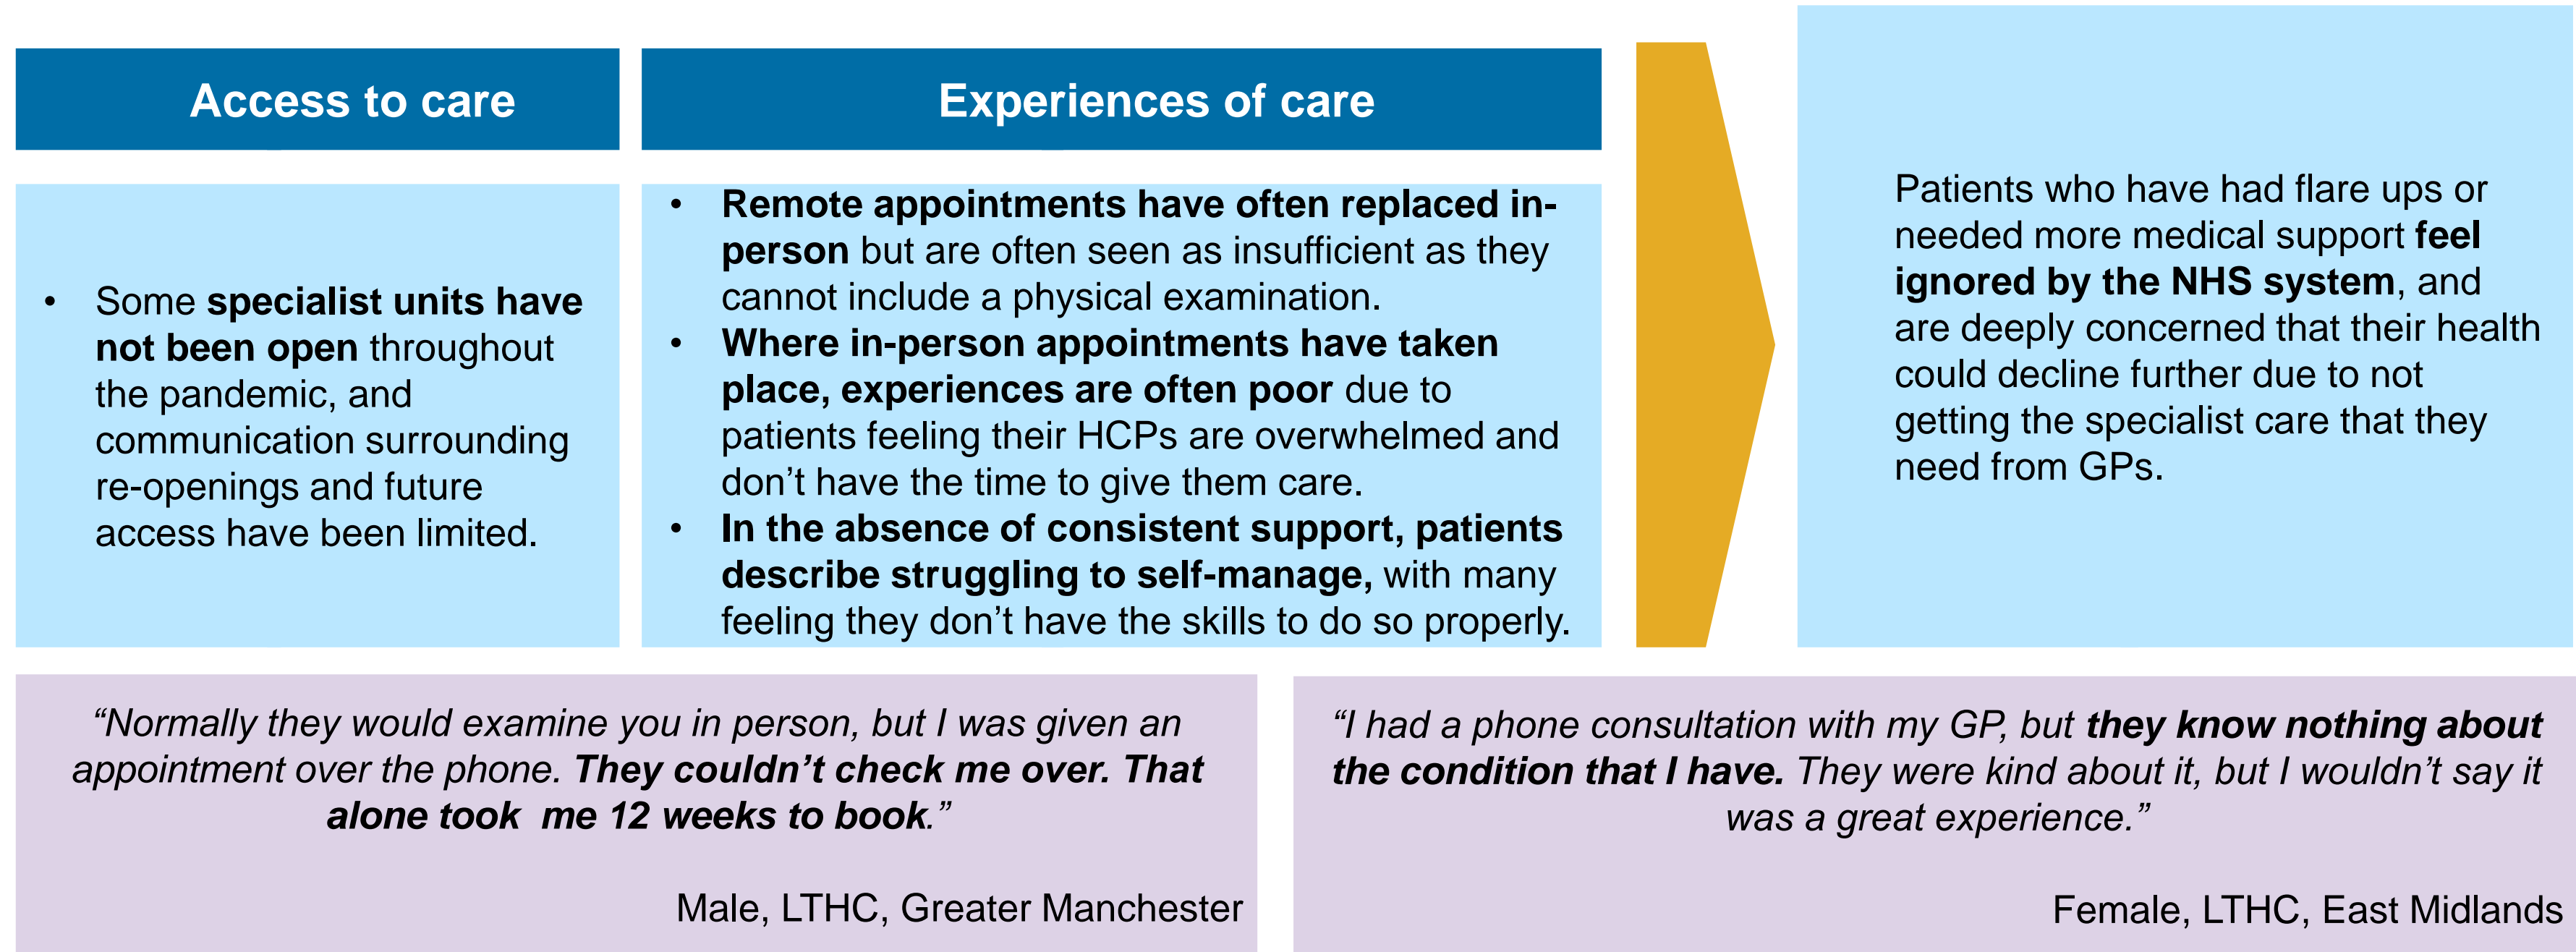 Access to care
• Some specialist units have
not been open throughout
the pandemic, and
communication surrounding
re-openings and future
access have been limited.
Experiences of care
• Remote appointments have often replaced in-
person but are often seen as insufficient as they
cannot include a physical examination.
• Where in-person appointments have taken
place, experiences are often poor due to
patients feeling their HCPs are overwhelmed and
don’t have the time to give them care.
• In the absence of consistent support, patients
describe struggling to self-manage, with many
feeling they don’t have the skills to do so properly.
Patients who have had flare ups or
needed more medical support feel
ignored by the NHS system, and
are deeply concerned that their health
could decline further due to not
getting the specialist care that they
need from GPs.
“Normally they would examine you in person, but I was given an
appointment over the phone. They couldn’t check me over. That
alone took  me 12 weeks to book.”
Male, LTHC, Greater Manchester
“I had a phone consultation with my GP, but they know nothing about
the condition that I have. They were kind about it, but I wouldn’t say it
was a great experience.”
Female, LTHC, East Midlands